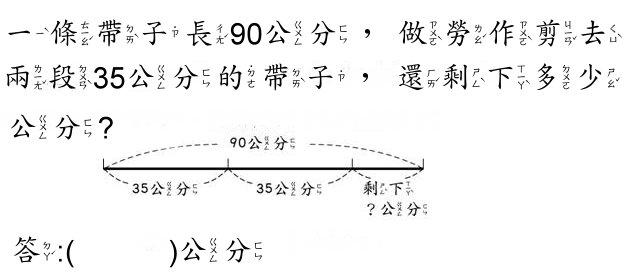 一條帶子長90公分，做勞作剪去
兩段35公分的帶子，還剩下多少
公分?
90公分
35公分 35公分 剩下
?公分
答:( )公分